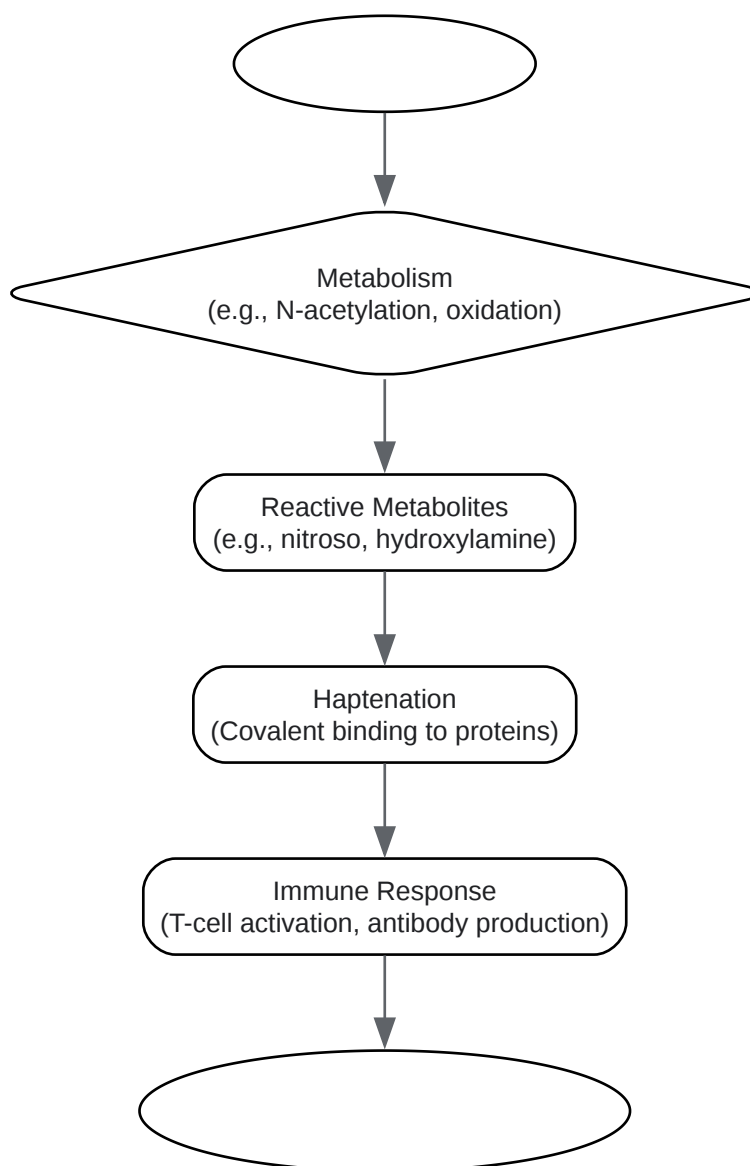 Metabolism
(e.g., N-acetylation, oxidation)
Reactive Metabolites
(e.g., nitroso, hydroxylamine)
Haptenation
(Covalent binding to proteins)
Immune Response
(T-cell activation, antibody production)